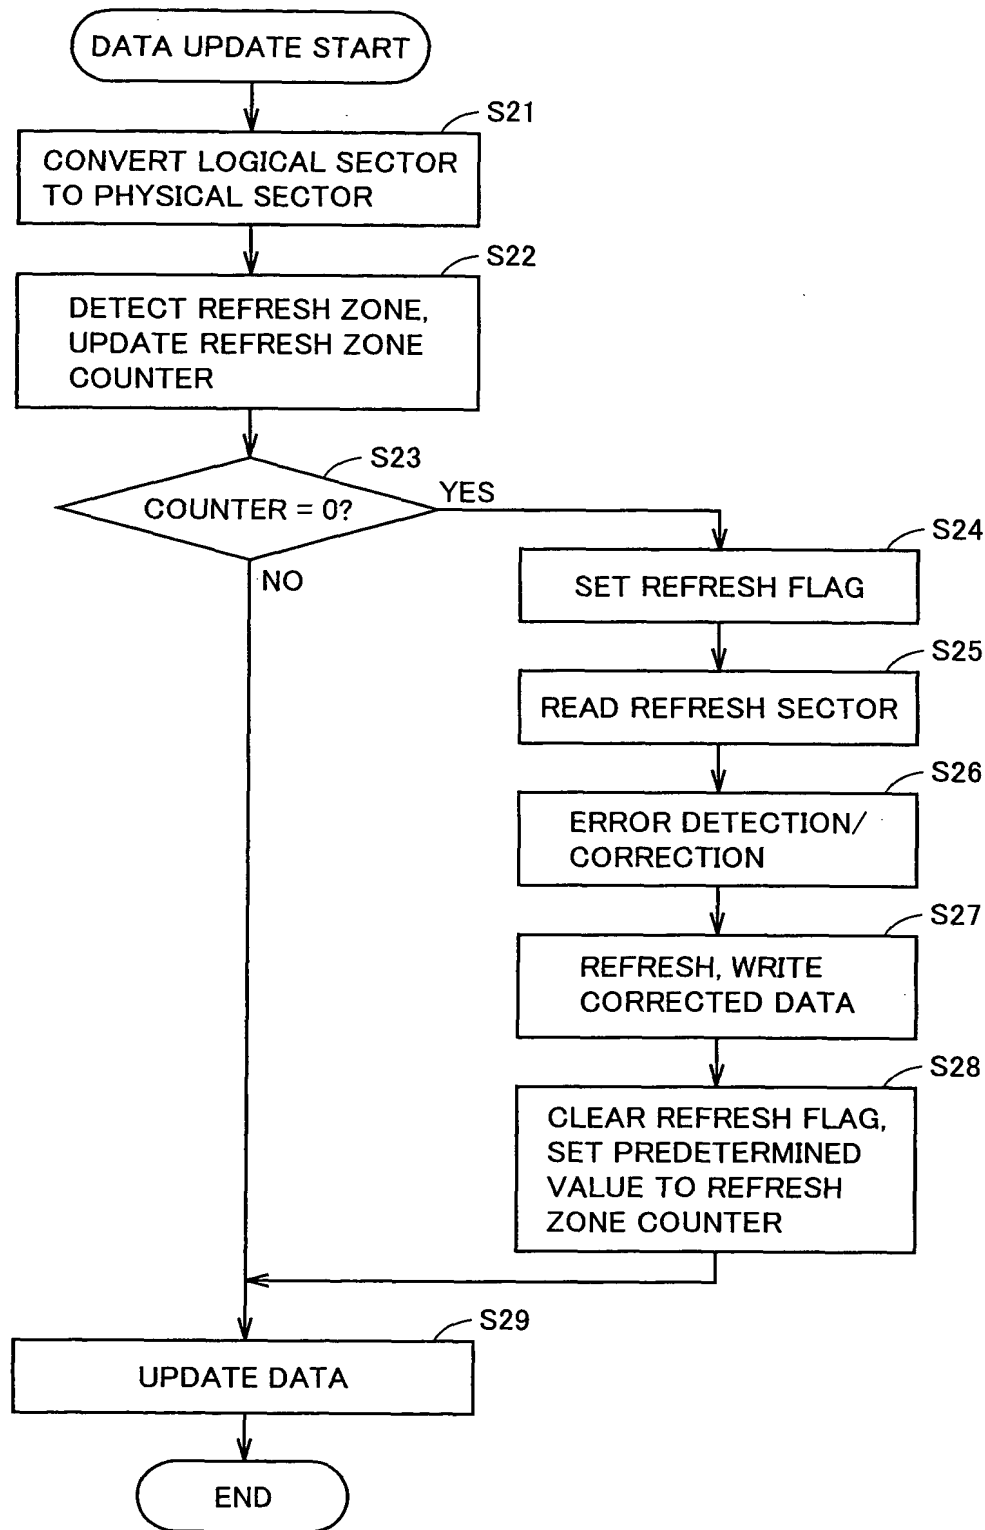 DATA UPDATE START
S21
CONVERT LOGICAL SECTOR
TO PHYSICAL SECTOR
S22
DETECT REFRESH ZONE,
UPDATE REFRESH ZONE
COUNTER
S23
COUNTER = 0?
YES
NO
S24
SET REFRESH FLAG
S25
READ REFRESH SECTOR
S26
ERROR DETECTION/
CORRECTION
S27
REFRESH, WRITE
CORRECTED DATA
S28
CLEAR REFRESH FLAG,
SET PREDETERMINED
VALUE TO REFRESH
ZONE COUNTER
S29
UPDATE DATA
END